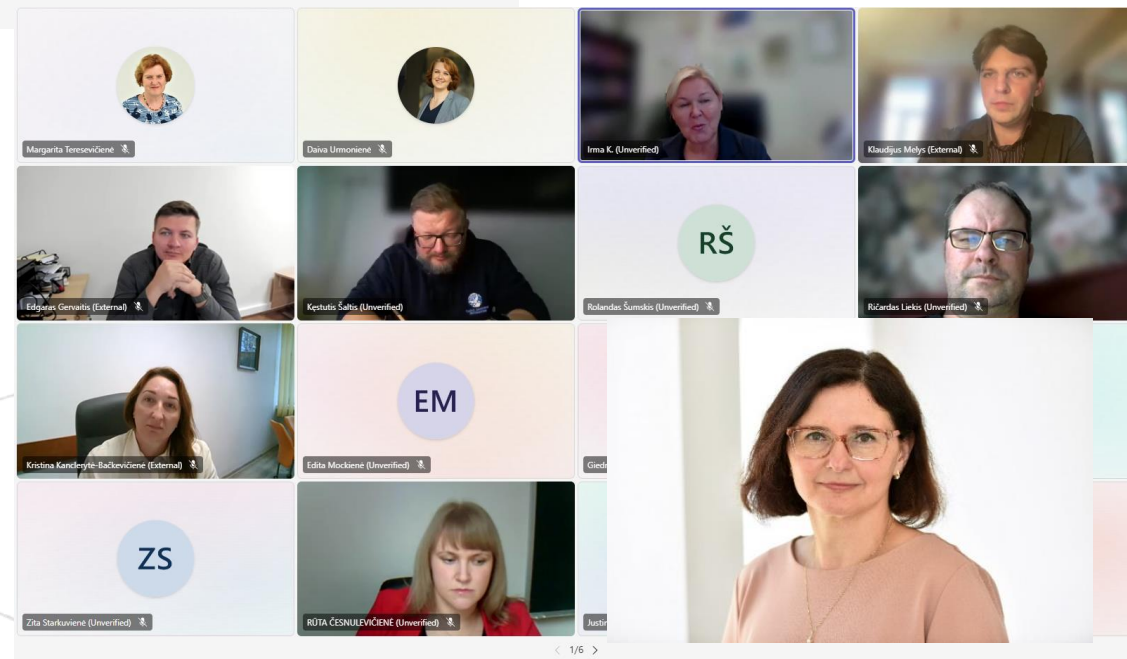 Margarita Teresevičienė
Daiva Urmonienė
Irma K. (Unverified)
Klaudijus Melys (External)
Edgaras Gervaitis (External)
Kęstutis Šaltis (Unverified)
RŠ
Rolandas Šumskis (Unverified)
Ričardas Liekis (Unverified)
Kristina Kanclerytė-Bačkevičienė (External)
EM
Edita Mockienė (Unverified)
ZS
Zita Starkuvienė (Unverified)
RŪTA ČESNULEVIČIENĖ (Unverified)
1/6